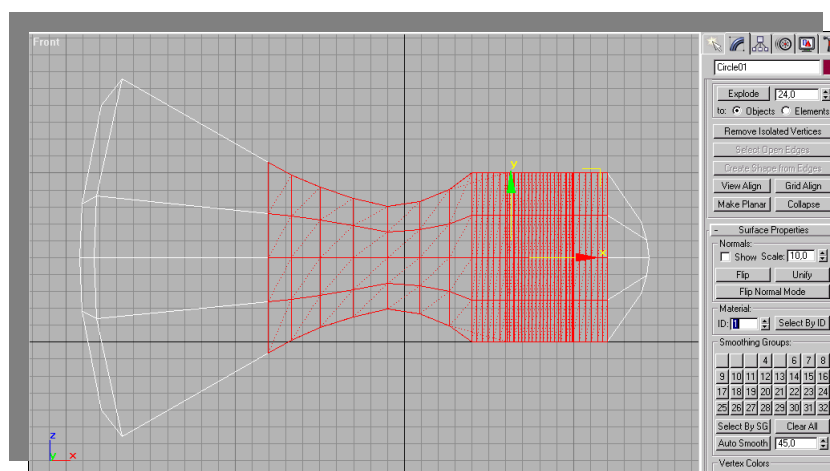 Front
Circle01
Explode 24,0
to: Objects Elements
Remove Isolated Vertices
Select Open Edges
Create Shape from Edges
View Align Grid Align
Make Planar Collapse
- Surface Properties
Normals:
Show Scale: 10,0
Flip Unify
Flip Normal Mode
Material:
ID: 1 Select By ID
Smoothing Groups:
4 6 7 8
9 10 11 12 13 14 15 16
17 18 19 20 21 22 23 24
25 26 27 28 29 30 31 32
Select By SG Clear All
Auto Smooth 45,0
Vertex Colors
y
x
z
y x